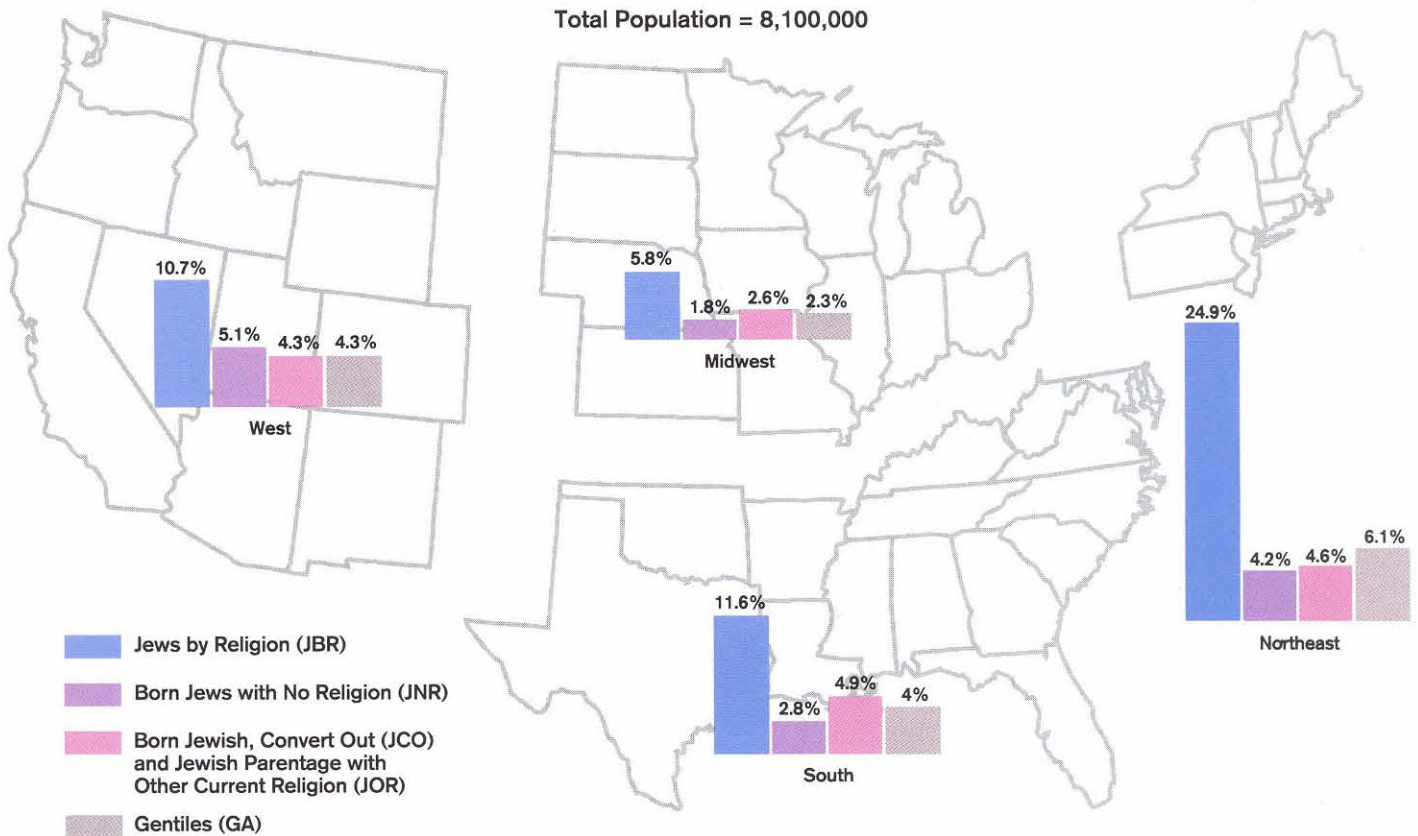 Total Population = 8,100,000
10.7%
5.1%
4.3%
4.3%
West
5.8%
1.8%
2.6%
2.3%
Midwest
24.9%
4.2%
4.6%
6.1%
Northeast
11.6%
2.8%
4.9%
4%
South
Jews by Religion (JBR)
Born Jews with No Religion (JNR)
Born Jewish, Convert Out (JCO)
and Jewish Parentage with
Other Current Religion (JOR)
Gentiles (GA)